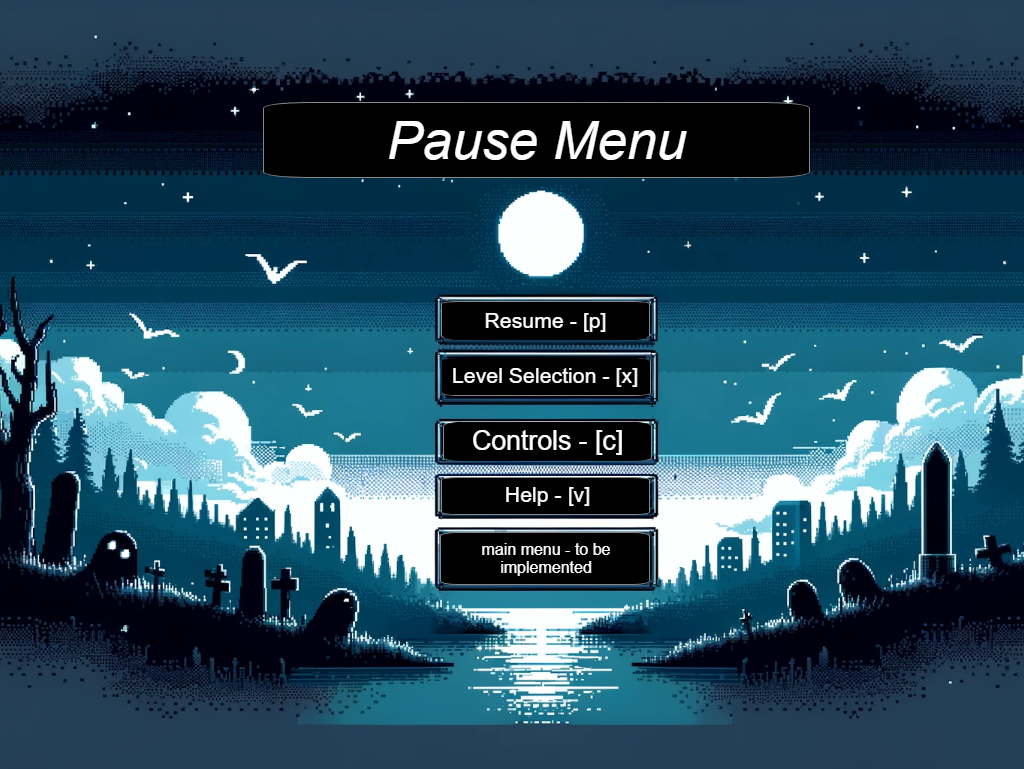 Pause Menu
Resume - [p]
Level Selection - [x]
Controls - [c]
Help - [v]
main menu - to be
implemented